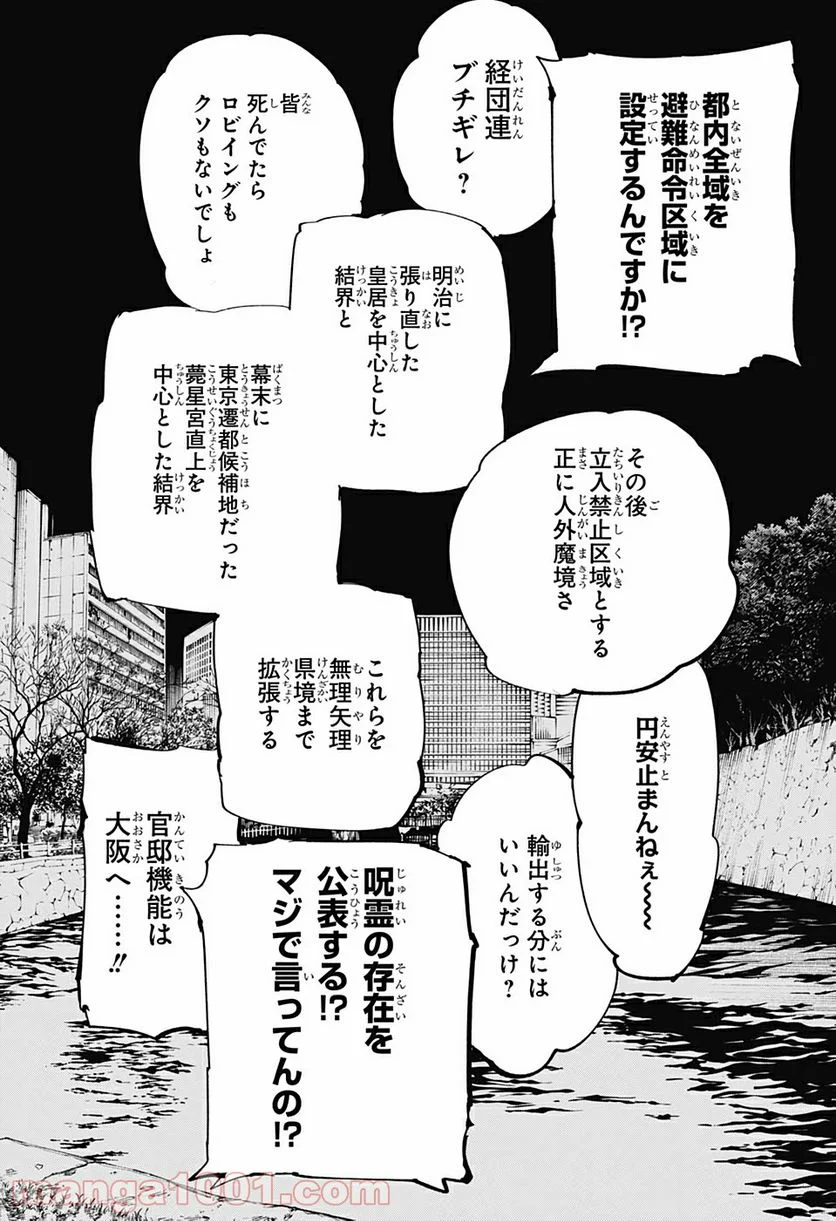 都内全域を
避難命令区域に
設定するんですか!?
経団連
ブチギレ?
皆
死んでたら
ロビイングも
クソもないでしょ
明治に
張り直した
皇居を中心とした
結界と
幕末に
東京遷都候補地だった
薨星宮直上を
中心とした結界
その後
立入禁止区域とする
正に人外魔境さ
これらを
無理矢理
県境まで
拡張する
円安止まんねぇ〜〜
輸出する分には
いいんだっけ?
呪霊の存在を
公表する!?
マジで言ってんの!?
官邸機能は
大阪へ……!!
manga1001.com